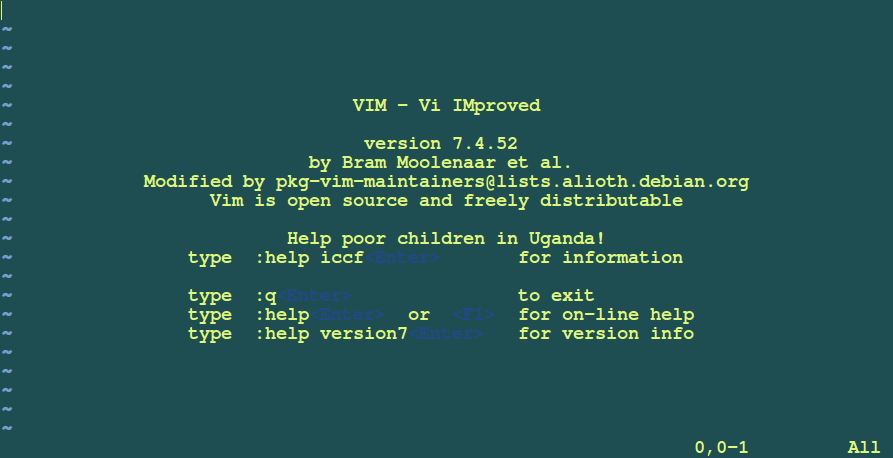 ~
~
~
~
~ VIM - Vi IMproved
~
~ version 7.4.52
~ by Bram Moolenaar et al.
~ Modified by pkg-vim-maintainers@lists.alioth.debian.org
~ Vim is open source and freely distributable
~
~ Help poor children in Uganda!
~ type :help iccf<Enter> for information
~
~ type :q<Enter> to exit
~ type :help<Enter> or <F1> for on-line help
~ type :help version7<Enter> for version info
~
~
~
~
~
0,0-1 All